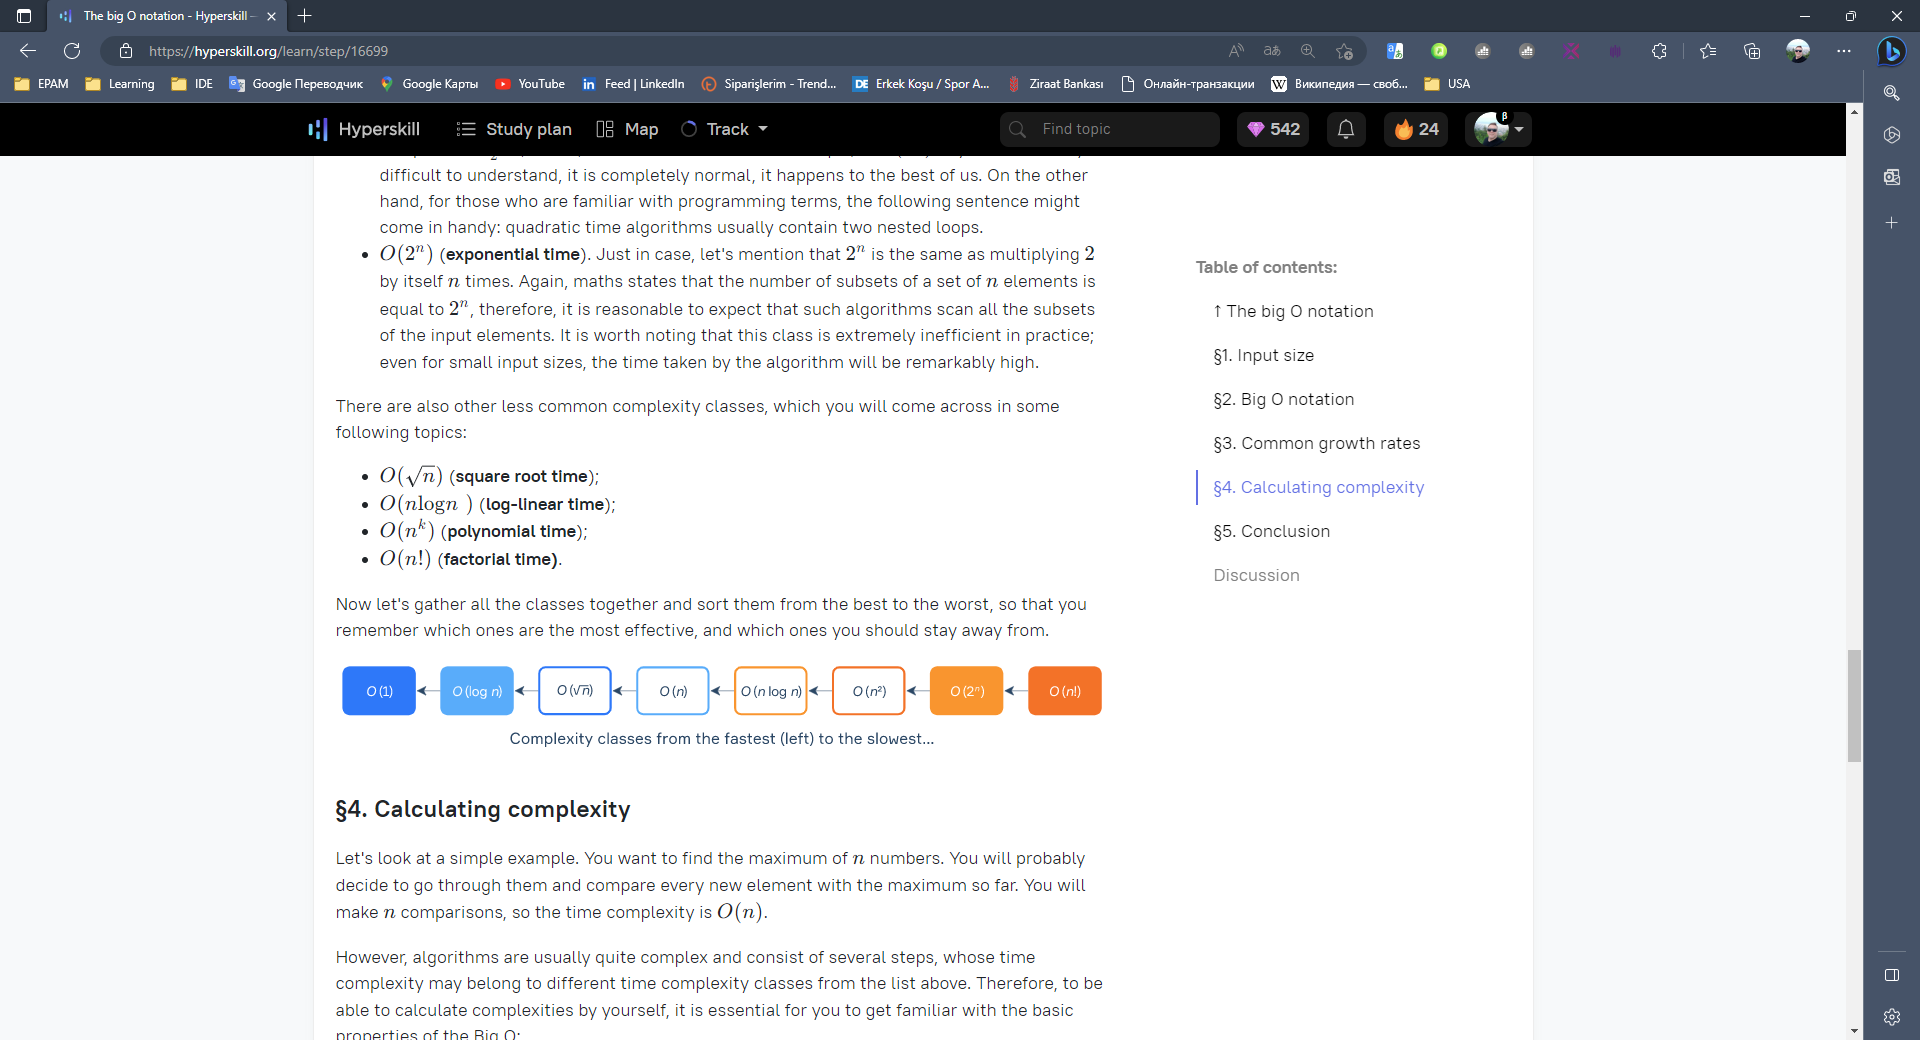 The big O notation - Hyperskill
https://hyperskill.org/learn/step/16699
EPAM
Learning
IDE
Google Переводчик
Google Карты
YouTube
Feed | LinkedIn
Siparişlerim - Trend...
Erkek Koşu / Spor A...
Ziraat Bankası
Онлайн-транзакции
Википедия — своб...
USA
Hyperskill
Study plan
Map
Track
Find topic
542
24
β
difficult to understand, it is completely normal, it happens to the best of us. On the other
hand, for those who are familiar with programming terms, the following sentence might
come in handy: quadratic time algorithms usually contain two nested loops.
• O(2ⁿ) (exponential time). Just in case, let's mention that 2ⁿ is the same as multiplying 2
by itself n times. Again, maths states that the number of subsets of a set of n elements is
equal to 2ⁿ, therefore, it is reasonable to expect that such algorithms scan all the subsets
of the input elements. It is worth noting that this class is extremely inefficient in practice;
even for small input sizes, the time taken by the algorithm will be remarkably high.
There are also other less common complexity classes, which you will come across in some
following topics:
• O(√n) (square root time);
• O(nlogn ) (log-linear time);
• O(nᵏ) (polynomial time);
• O(n!) (factorial time).
Now let's gather all the classes together and sort them from the best to the worst, so that you
remember which ones are the most effective, and which ones you should stay away from.
O (1)
O (log n)
O (√n)
O (n)
O (n log n)
O (n²)
O (2ⁿ)
O (n!)
Complexity classes from the fastest (left) to the slowest...
§4. Calculating complexity
Let's look at a simple example. You want to find the maximum of n numbers. You will probably
decide to go through them and compare every new element with the maximum so far. You will
make n comparisons, so the time complexity is O(n).
However, algorithms are usually quite complex and consist of several steps, whose time
complexity may belong to different time complexity classes from the list above. Therefore, to be
able to calculate complexities by yourself, it is essential for you to get familiar with the basic
properties of the Big O:
Table of contents:
↑ The big O notation
§1. Input size
§2. Big O notation
§3. Common growth rates
§4. Calculating complexity
§5. Conclusion
Discussion